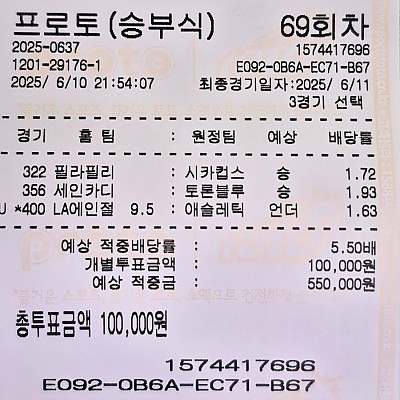 프로토(승부식) 69회차
2025-0637 1574417696
1201-29176-1 E092-0B6A-EC71-B67
2025/ 6/10 21:54:07 최종경기일자:2025/ 6/11
3경기 선택
경기 홈팀 : 원정팀 예상 배당률
322 필라필리 : 시카컵스 승 1.72
356 세인카디 : 토론블루 승 1.93
U *400 LA에인절 9.5 : 애슬레틱 언더 1.63
예상 적중배당률 : 5.50배
개별투표금액 : 100,000원
예상 적중금 : 550,000원
총투표금액 100,000원
1574417696
E092-0B6A-EC71-B67